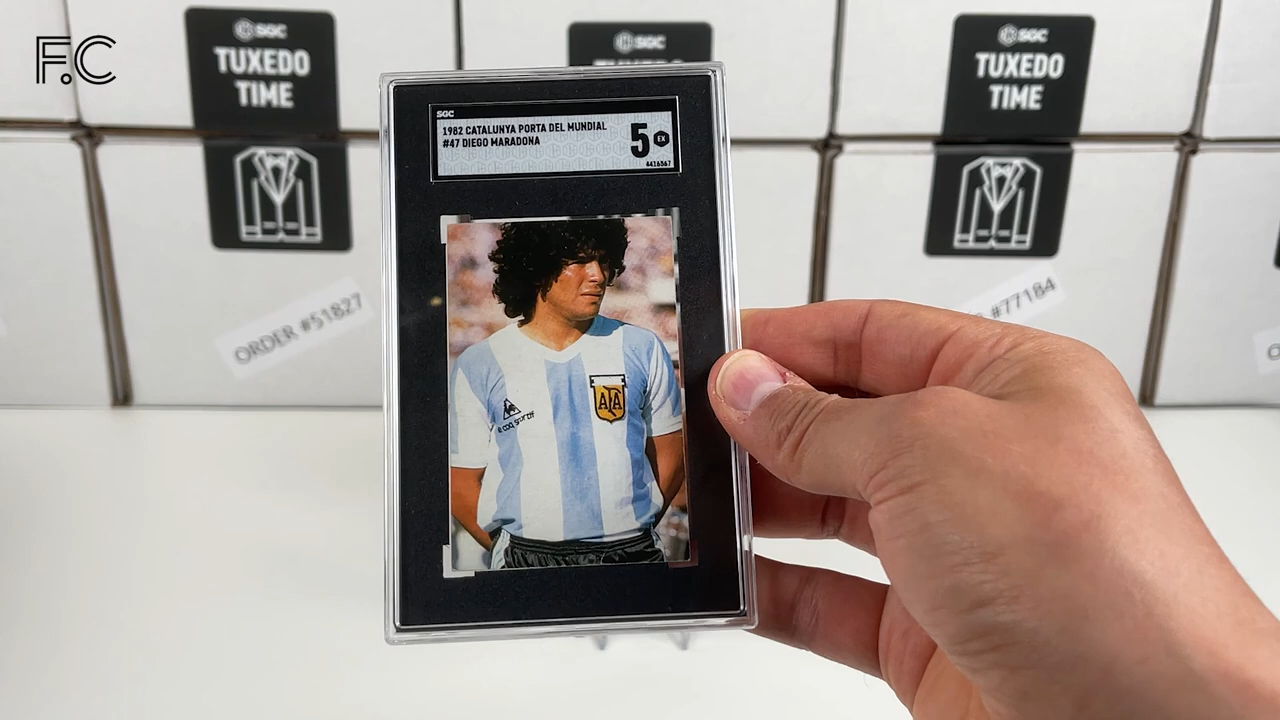 F.C
SGC
TUXEDO
TIME
SGC
SGC
TUXEDO
TIME
SGC
1982 CATALUNYA PORTA DEL MUNDIAL
#47 DIEGO MARADONA
5 EX
4416567
le coq sportif
AFA
ORDER #51827
#77184